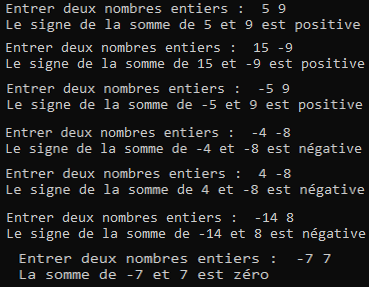 Entrer deux nombres entiers :  5 9
Le signe de la somme de 5 et 9 est positive
Entrer deux nombres entiers :  15 -9
Le signe de la somme de 15 et -9 est positive
Entrer deux nombres entiers :  -5 9
Le signe de la somme de -5 et 9 est positive
Entrer deux nombres entiers :  -4 -8
Le signe de la somme de -4 et -8 est négative
Entrer deux nombres entiers :  4 -8
Le signe de la somme de 4 et -8 est négative
Entrer deux nombres entiers :  -14 8
Le signe de la somme de -14 et 8 est négative
Entrer deux nombres entiers :  -7 7
La somme de -7 et 7 est zéro